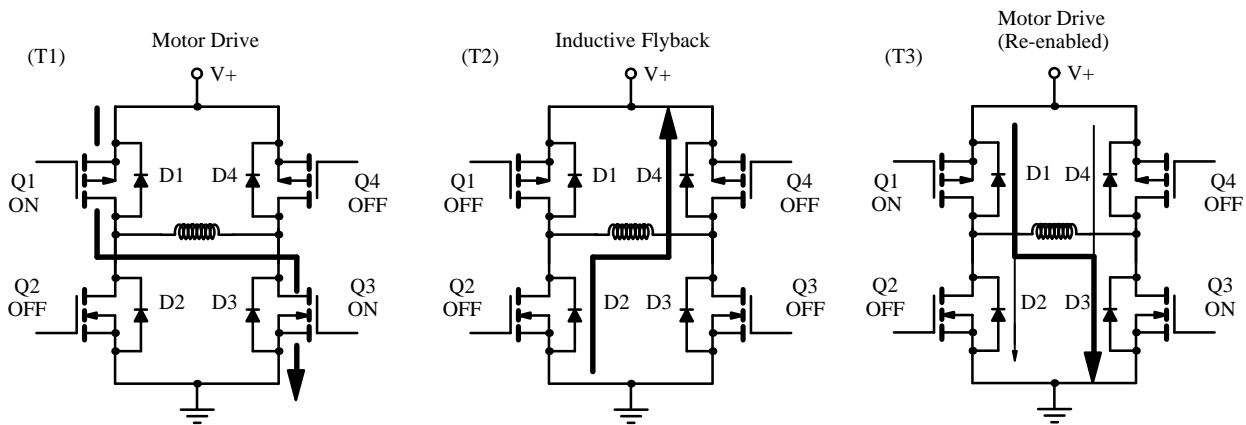 (T1)
Motor Drive
V+
Q1
ON
D1
D4
Q4
OFF
Q2
OFF
D2
D3
Q3
ON
(T2)
Inductive Flyback
V+
Q1
OFF
D1
D4
Q4
OFF
Q2
OFF
D2
D3
Q3
OFF
(T3)
Motor Drive
(Re-enabled)
V+
Q1
ON
D1
D4
Q4
OFF
Q2
OFF
D2
D3
Q3
ON